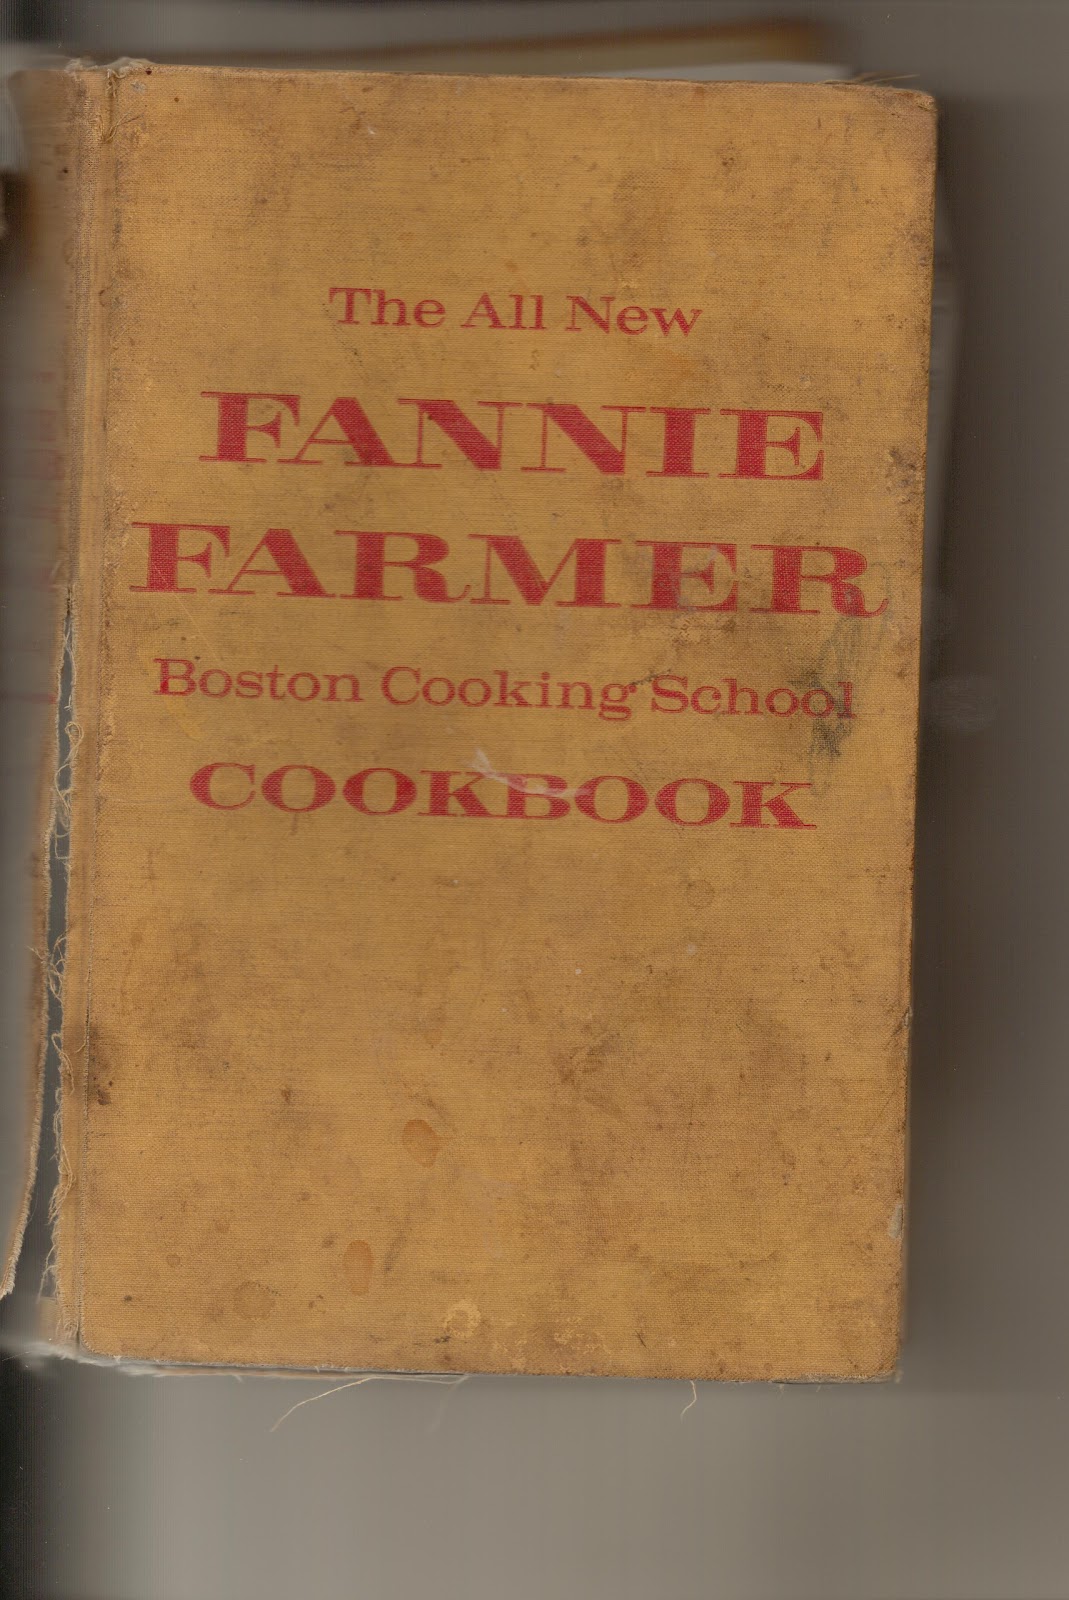 The All New
FANNIE
FARMER
Boston Cooking School
COOKBOOK